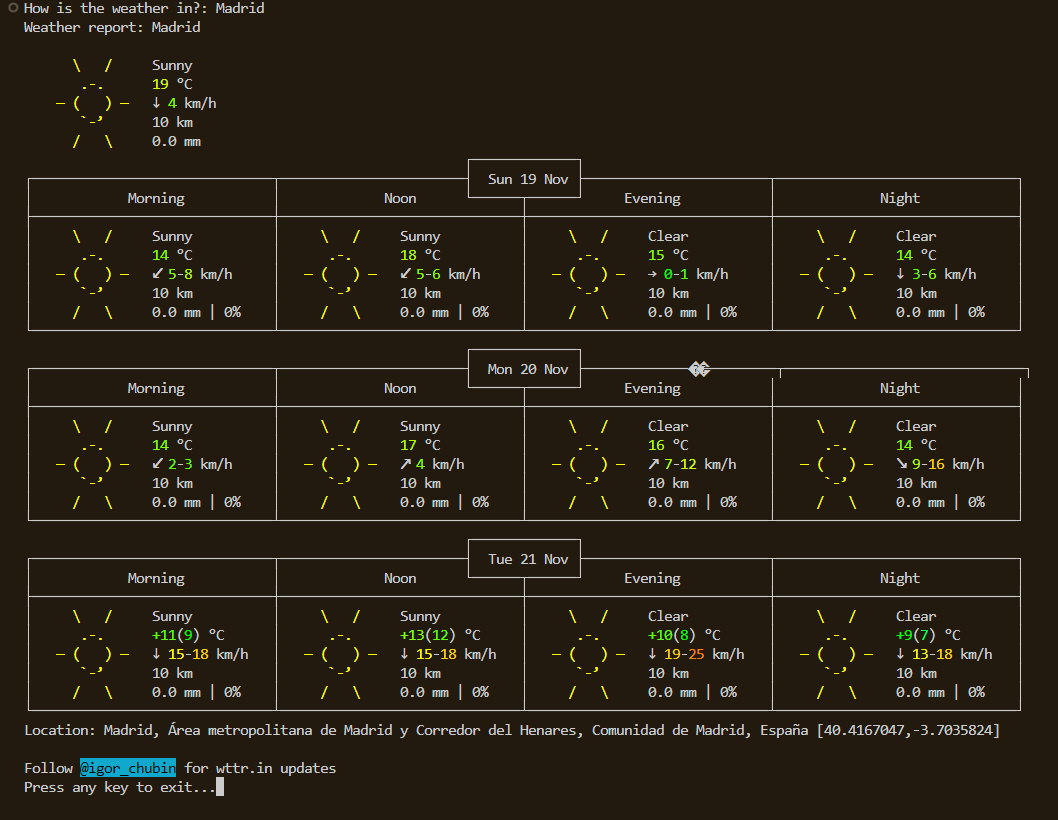 How is the weather in?: Madrid
Weather report: Madrid
Sunny
19 °C
↓ 4 km/h
10 km
0.0 mm
Sun 19 Nov
Morning Noon Evening Night
Sunny Sunny Clear Clear
14 °C 18 °C 15 °C 14 °C
↙ 5-8 km/h ↙ 5-6 km/h → 0-1 km/h ↓ 3-6 km/h
10 km 10 km 10 km 10 km
0.0 mm | 0% 0.0 mm | 0% 0.0 mm | 0% 0.0 mm | 0%
Mon 20 Nov
Morning Noon Evening Night
Sunny Sunny Clear Clear
14 °C 17 °C 16 °C 14 °C
↙ 2-3 km/h ↗ 4 km/h ↗ 7-12 km/h ↘ 9-16 km/h
10 km 10 km 10 km 10 km
0.0 mm | 0% 0.0 mm | 0% 0.0 mm | 0% 0.0 mm | 0%
Tue 21 Nov
Morning Noon Evening Night
Sunny Sunny Clear Clear
+11(9) °C +13(12) °C +10(8) °C +9(7) °C
↓ 15-18 km/h ↓ 15-18 km/h ↓ 19-25 km/h ↓ 13-18 km/h
10 km 10 km 10 km 10 km
0.0 mm | 0% 0.0 mm | 0% 0.0 mm | 0% 0.0 mm | 0%
Location: Madrid, Área metropolitana de Madrid y Corredor del Henares, Comunidad de Madrid, España [40.4167047,-3.7035824]
Follow @igor_chubin for wttr.in updates
Press any key to exit...